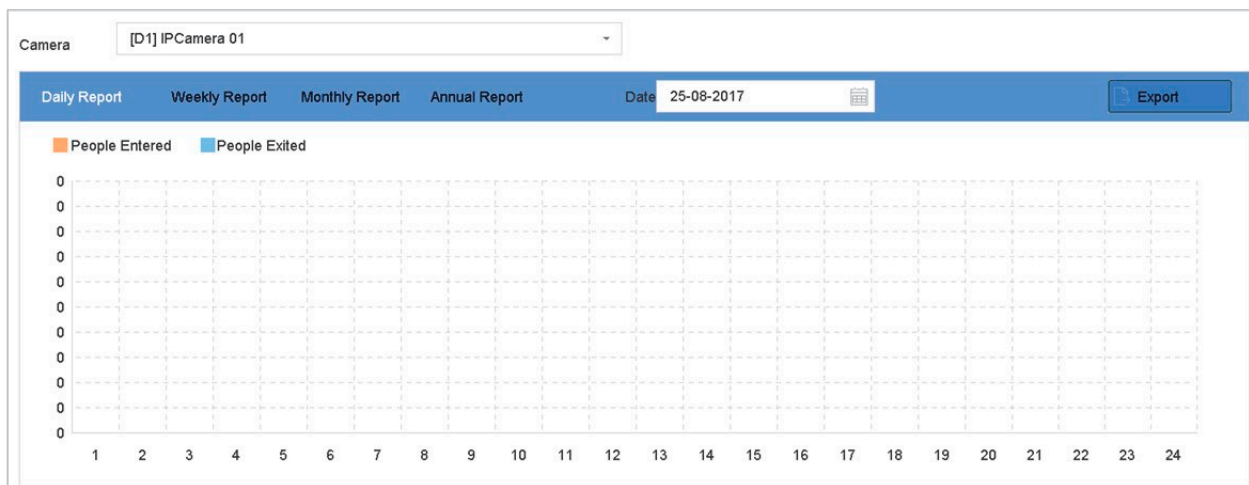 Camera [D1] IPCamera 01
Daily Report Weekly Report Monthly Report Annual Report Date 25-08-2017 Export
People Entered People Exited
0
0
0
0
0
0
0
0
0
0
0
1 2 3 4 5 6 7 8 9 10 11 12 13 14 15 16 17 18 19 20 21 22 23 24